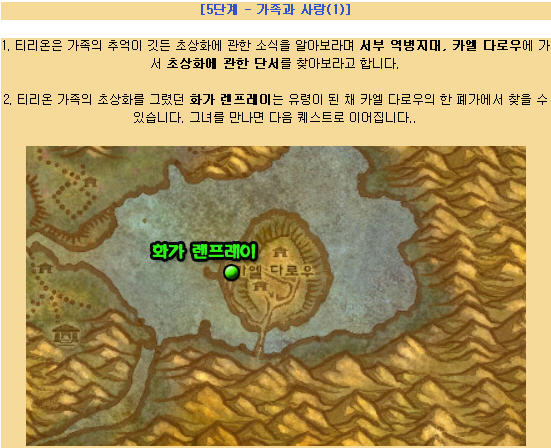 [5단계 - 가족과 사랑(1)]
1. 티리온은 가족의 추억이 깃든 초상화에 관한 소식을 알아보라며 서부 역병지대, 카엘 다로우에 가
서 초상화에 관한 단서를 찾아보라고 합니다.
2. 티리온 가족의 초상화를 그렸던 화가 렌프레이는 유령이 된 채 카엘 다로우의 한 폐가에서 찾을 수
있습니다. 그녀를 만나면 다음 퀘스트로 이어집니다..
화가 렌프레이
카엘 다로우